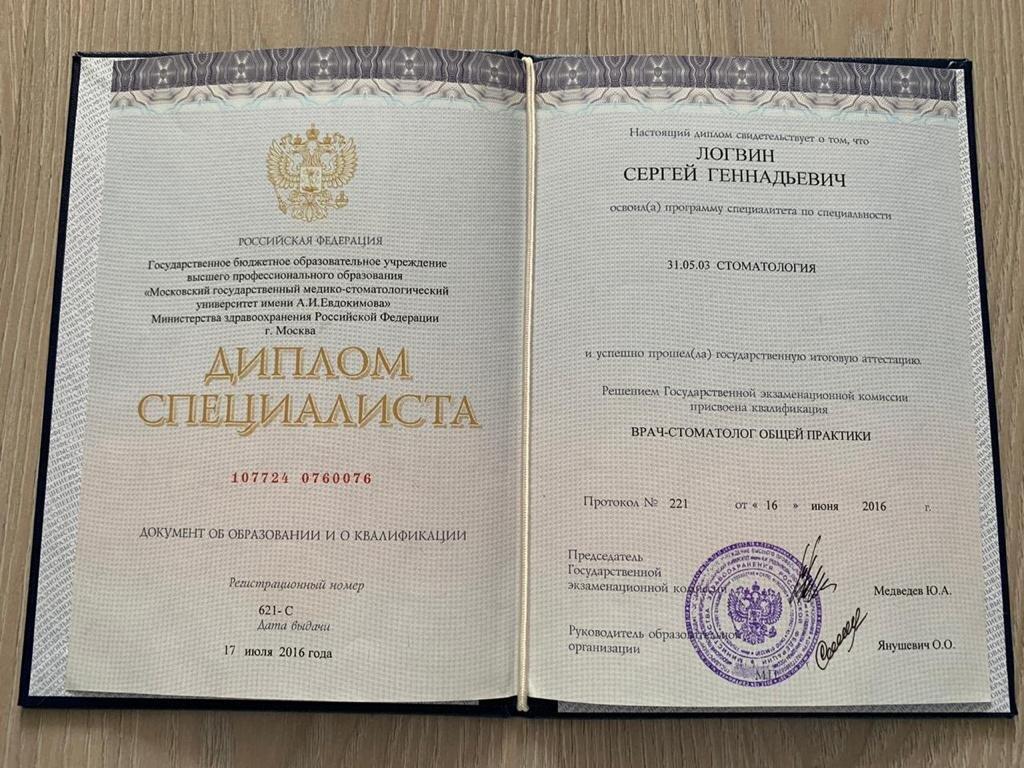 РОССИЙСКАЯ ФЕДЕРАЦИЯ
Государственное бюджетное образовательное учреждение
высшего профессионального образования
«Московский государственный медико-стоматологический
университет имени А.И.Евдокимова»
Министерства здравоохранения Российской Федерации
г. Москва
ДИПЛОМ
СПЕЦИАЛИСТА
107724 0760076
ДОКУМЕНТ ОБ ОБРАЗОВАНИИ И О КВАЛИФИКАЦИИ
Регистрационный номер
621- С
Дата выдачи
17 июля 2016 года
Настоящий диплом свидетельствует о том, что
ЛОГВИН
СЕРГЕЙ ГЕННАДЬЕВИЧ
освоил(а) программу специалитета по специальности
31.05.03 СТОМАТОЛОГИЯ
и успешно прошел(ла) государственную итоговую аттестацию.
Решением Государственной экзаменационной комиссии
присвоена квалификация
ВРАЧ-СТОМАТОЛОГ ОБЩЕЙ ПРАКТИКИ
Протокол № 221 от « 16 » июня 2016 г.
Председатель
Государственной
экзаменационной комиссии
Медведев Ю.А.
Руководитель образовательной
организации
Янушевич О.О.
М.П.